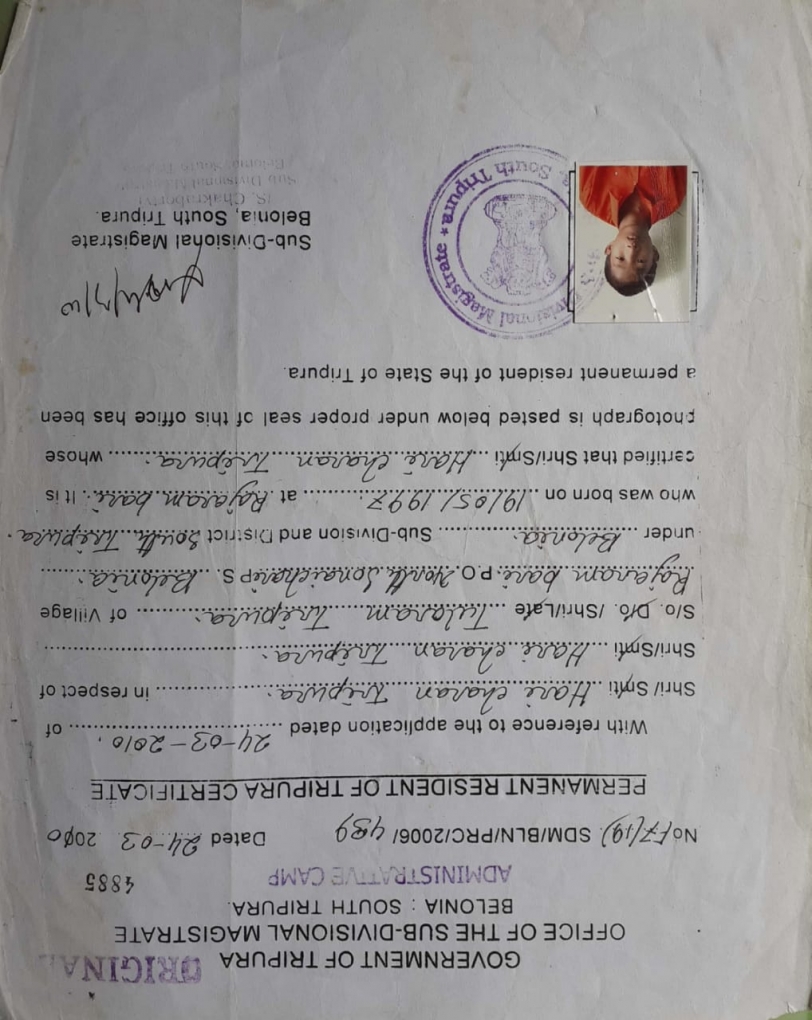 ORIGINAL
GOVERNMENT OF TRIPURA
OFFICE OF THE SUB-DIVISIONAL MAGISTRATE
BELONIA : SOUTH TRIPURA.
ADMINISTRATIVE CAMP
4885
No F7(19) SDM/BLN/PRC/2006/ 489 Dated 24-03 2010
PERMANENT RESIDENT OF TRIPURA CERTIFICATE
With reference to the application dated 24-03-2010, of
Shri/ Smti. Hari charan Tripura. in respect of
Shri/Smti Hari charan Tripura.
S/o. D/o. /Shri/Late Tularam Tripura. of Village
Rajaram bari P.O. North Sonaichari P.S. Belonia.
under Belonia. Sub-Division and District South Tripura.
who was born on 19/05/1997. at Rajaram bari. It is
certified that Shri/Smti Hari charan Tripura. whose
photograph is pasted below under proper seal of this office has been
a permanent resident of the State of Tripura.
Sub-Divisional Magistrate
Belonia, South Tripura.
(S. Chakraborty)
Sub Divisional Magistrate
Belonia, South Tripura
Divisional Magistrate ★ South Tripura